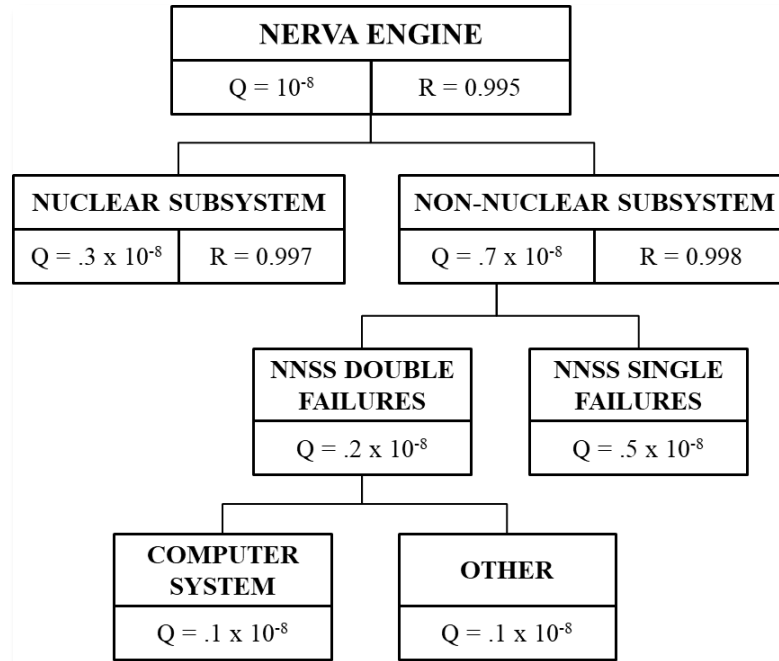 NERVA ENGINE
Q = 10⁻⁸ R = 0.995
NUCLEAR SUBSYSTEM
Q = .3 x 10⁻⁸ R = 0.997
NON-NUCLEAR SUBSYSTEM
Q = .7 x 10⁻⁸ R = 0.998
NNSS DOUBLE
FAILURES
Q = .2 x 10⁻⁸
NNSS SINGLE
FAILURES
Q = .5 x 10⁻⁸
COMPUTER
SYSTEM
Q = .1 x 10⁻⁸
OTHER
Q = .1 x 10⁻⁸